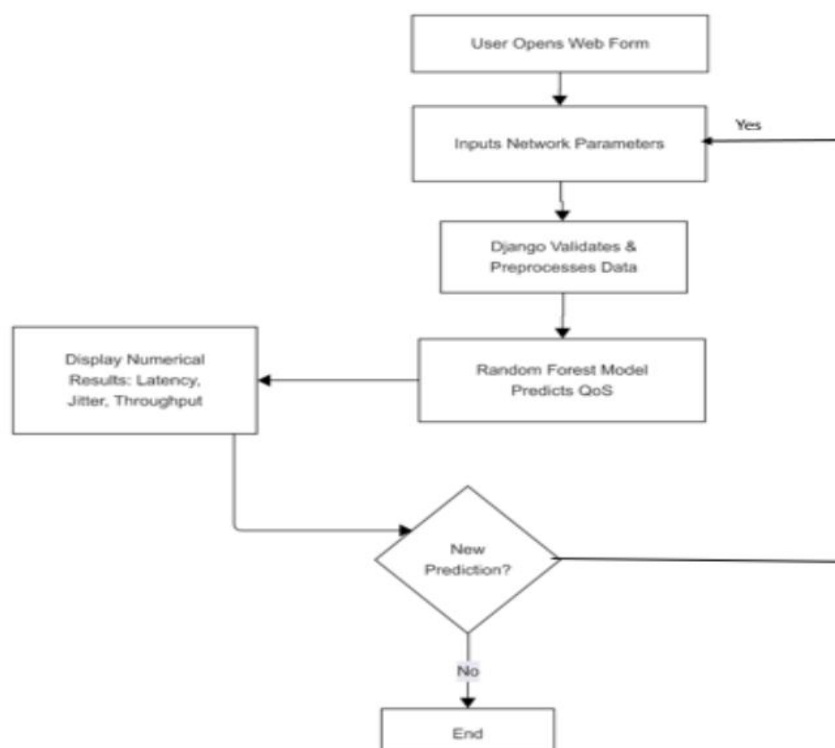 User Opens Web Form
Inputs Network Parameters
Yes
Django Validates &
Preprocesses Data
Random Forest Model
Predicts QoS
Display Numerical
Results: Latency,
Jitter, Throughput
New
Prediction?
No
End